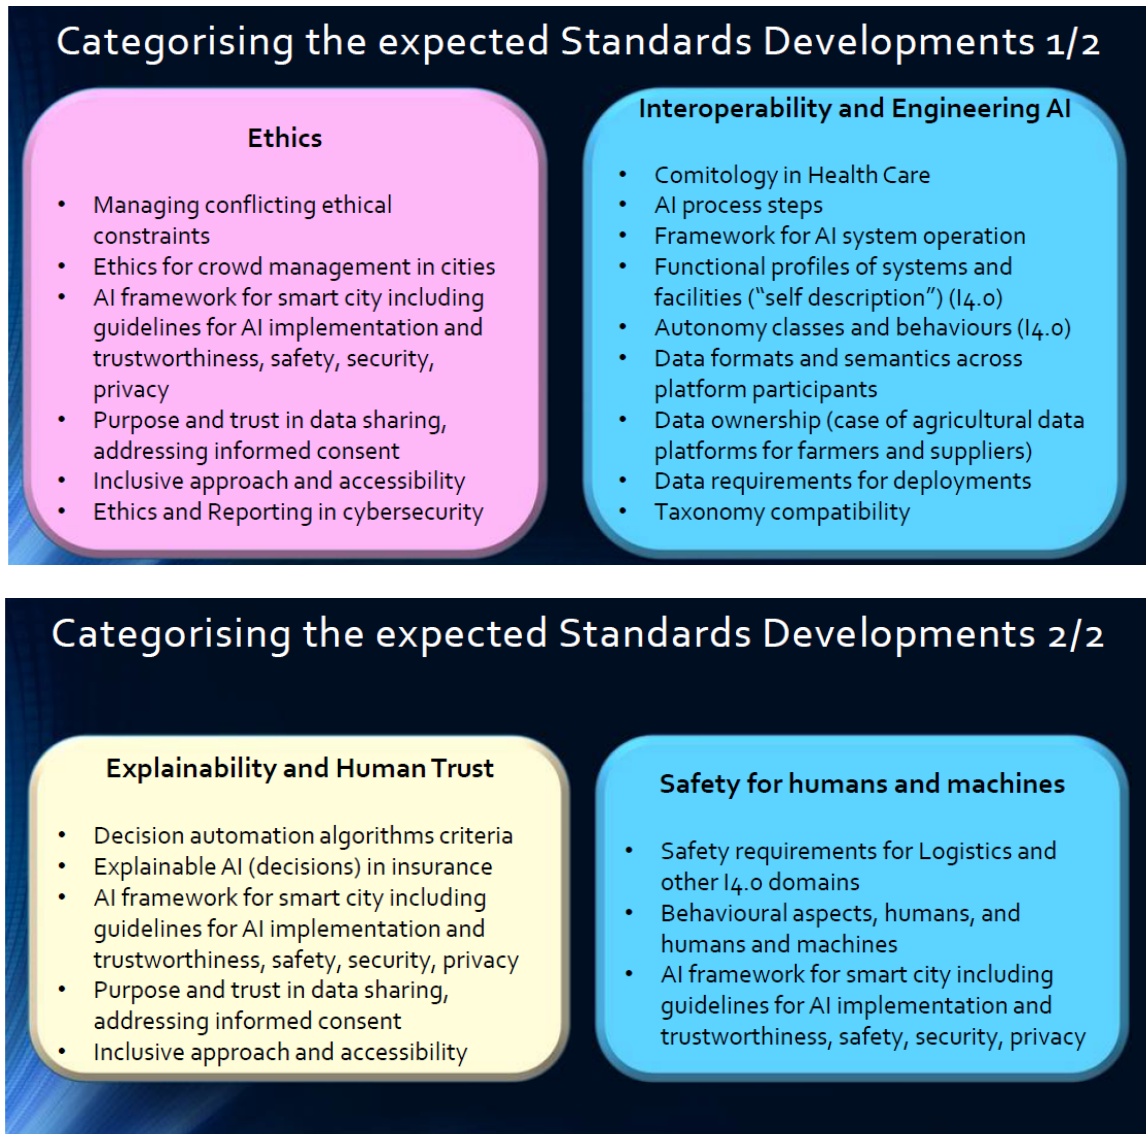 Categorising the expected Standards Developments 1/2
Ethics
• Managing conflicting ethical
constraints
• Ethics for crowd management in cities
• AI framework for smart city including
guidelines for AI implementation and
trustworthiness, safety, security,
privacy
• Purpose and trust in data sharing,
addressing informed consent
• Inclusive approach and accessibility
• Ethics and Reporting in cybersecurity
Interoperability and Engineering AI
• Comitology in Health Care
• AI process steps
• Framework for AI system operation
• Functional profiles of systems and
facilities (“self description”) (I4.0)
• Autonomy classes and behaviours (I4.0)
• Data formats and semantics across
platform participants
• Data ownership (case of agricultural data
platforms for farmers and suppliers)
• Data requirements for deployments
• Taxonomy compatibility
Categorising the expected Standards Developments 2/2
Explainability and Human Trust
• Decision automation algorithms criteria
• Explainable AI (decisions) in insurance
• AI framework for smart city including
guidelines for AI implementation and
trustworthiness, safety, security, privacy
• Purpose and trust in data sharing,
addressing informed consent
• Inclusive approach and accessibility
Safety for humans and machines
• Safety requirements for Logistics and
other I4.0 domains
• Behavioural aspects, humans, and
humans and machines
• AI framework for smart city including
guidelines for AI implementation and
trustworthiness, safety, security, privacy